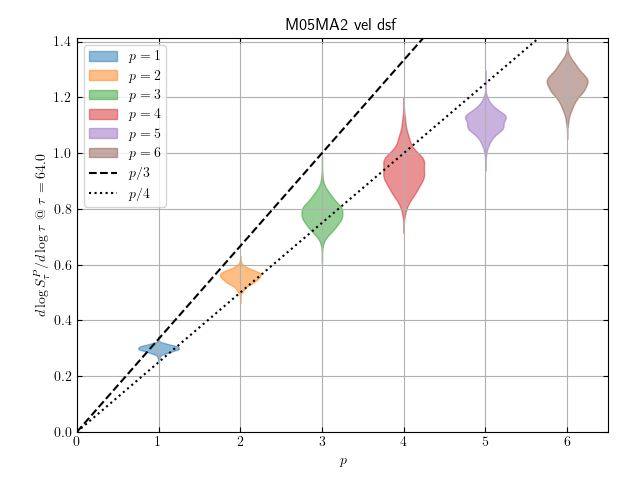 M05MA2 vel dsf
d log S_τ^P / d log τ @ τ = 64.0
1.4
1.2
1.0
0.8
0.6
0.4
0.2
0.0
p = 1
p = 2
p = 3
p = 4
p = 5
p = 6
p/3
p/4
0 1 2 3 4 5 6
p